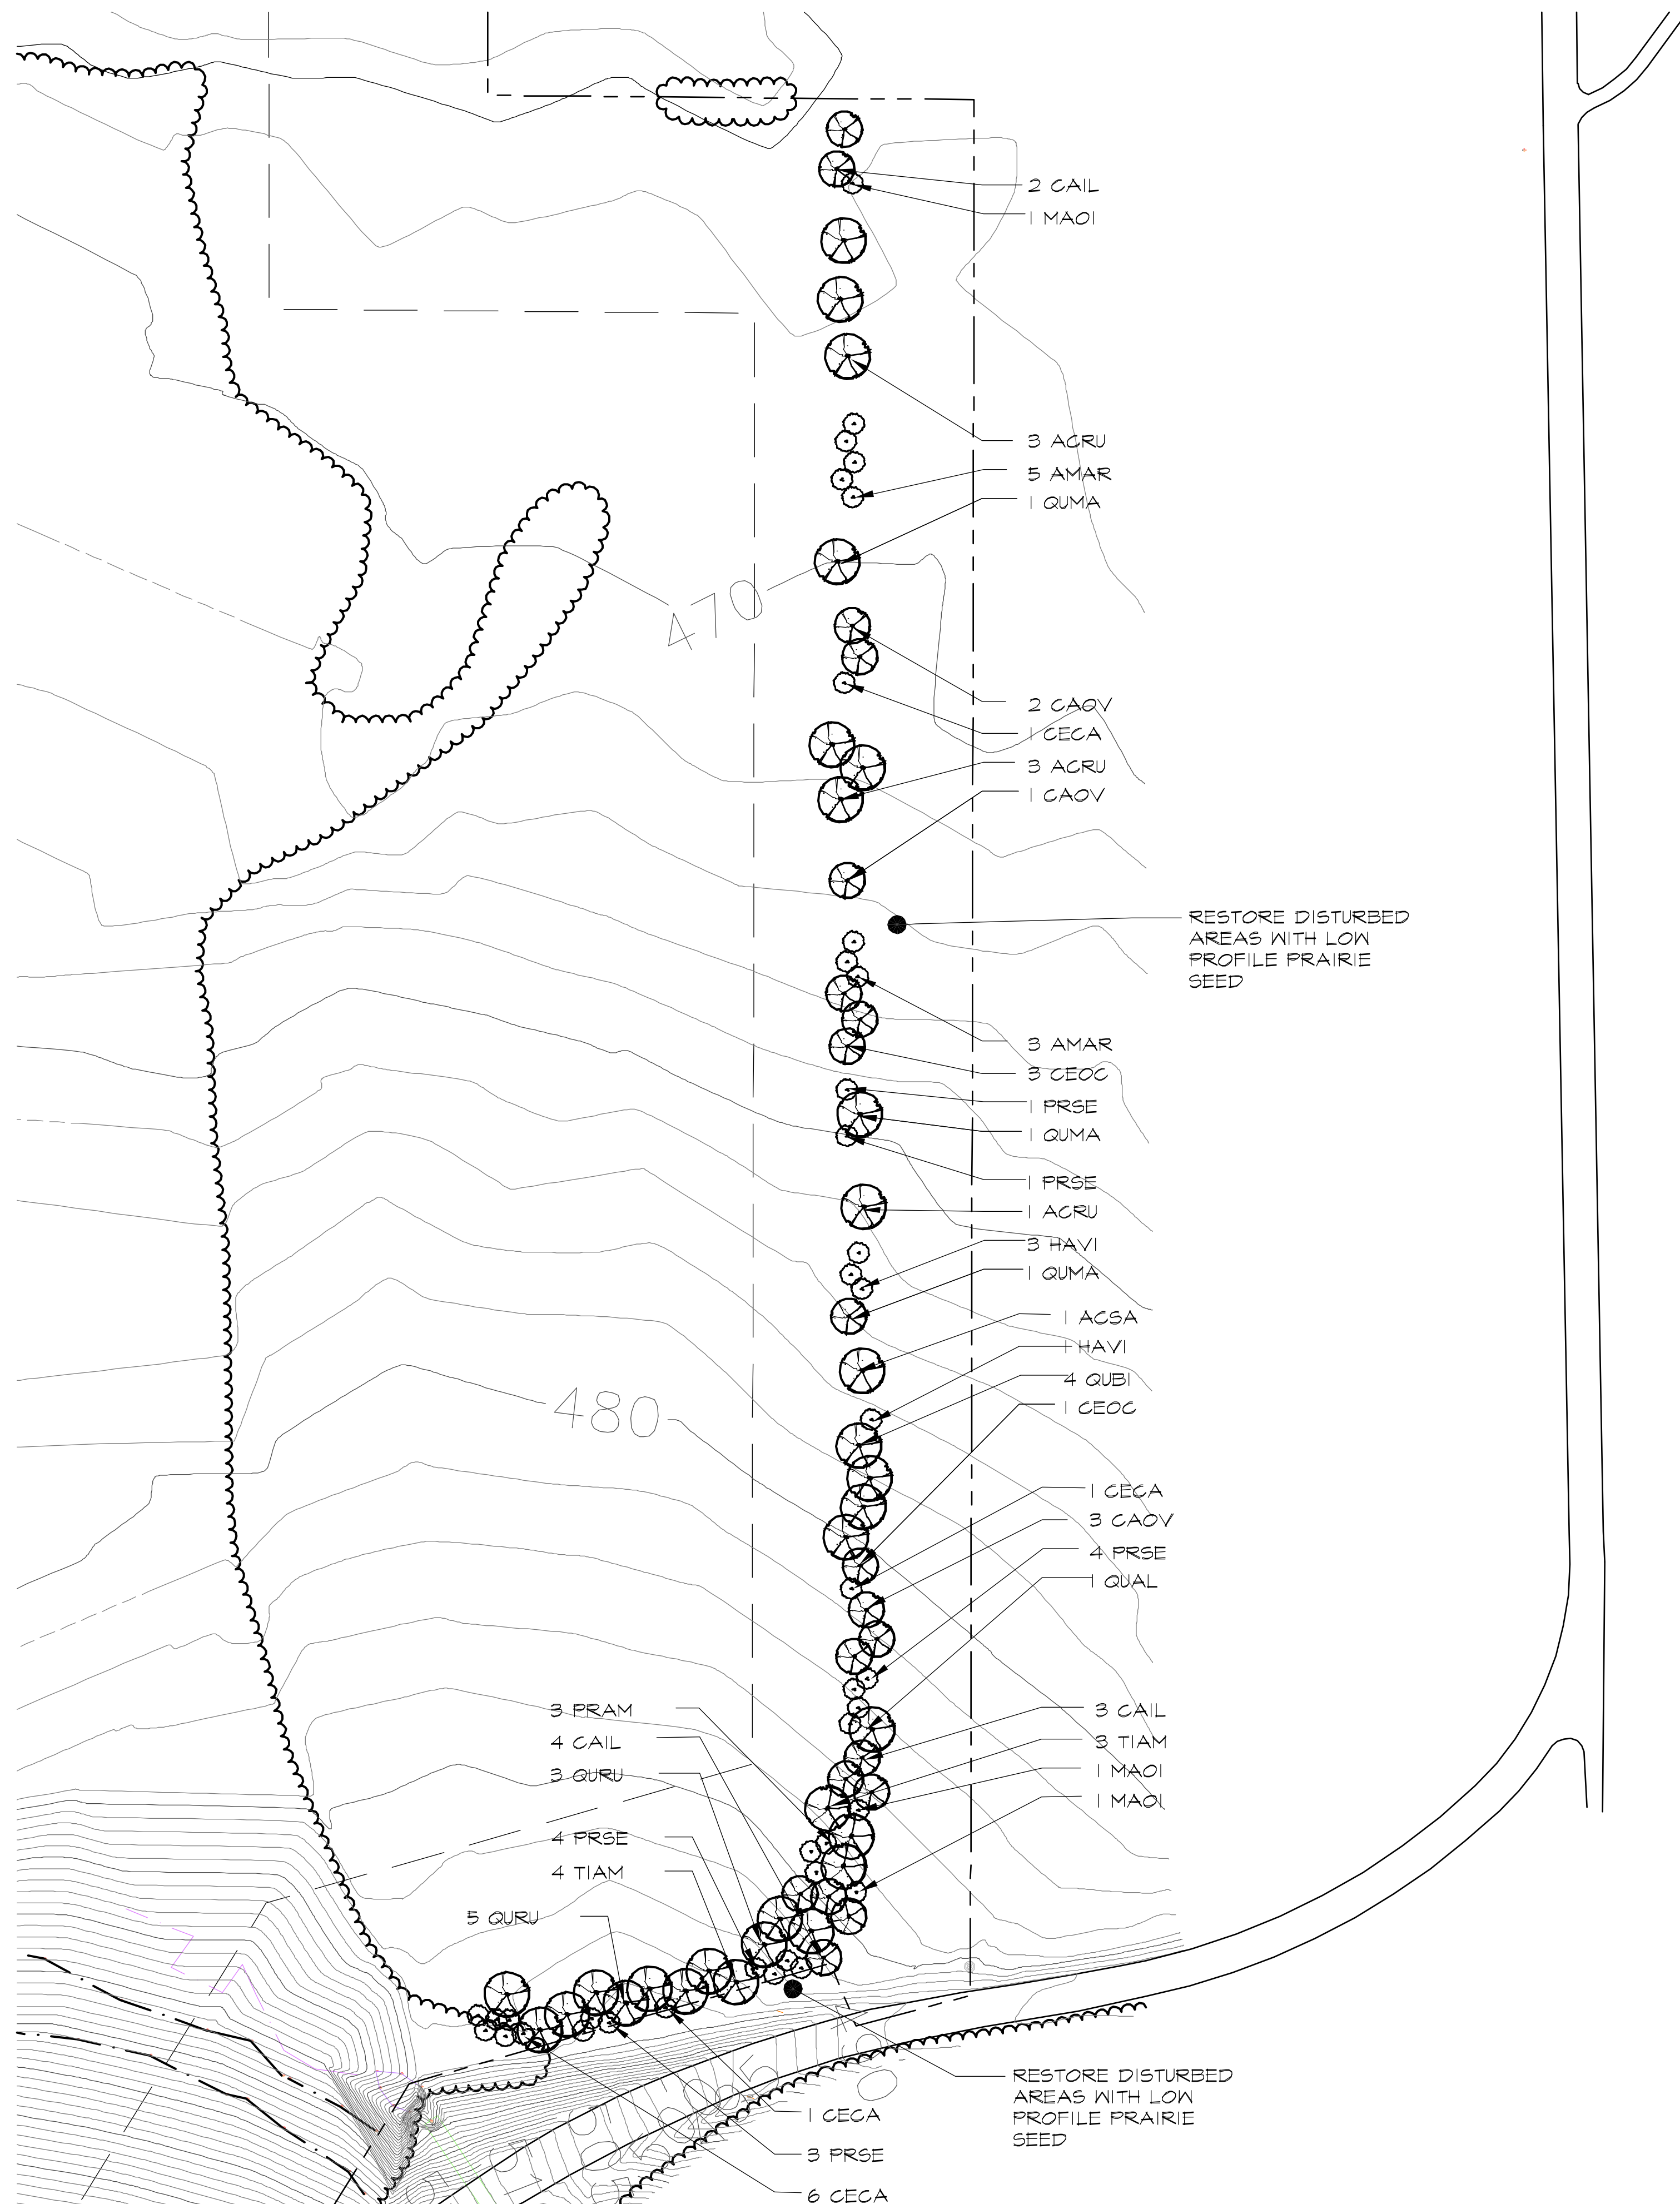 2 CAIL
1 MAOI
3 ACRU
5 AMAR
1 QUMA
470
2 CAOV
1 CECA
3 ACRU
1 CAOV
RESTORE DISTURBED
AREAS WITH LOW
PROFILE PRAIRIE
SEED
3 AMAR
3 CEOC
1 PRSE
1 QUMA
1 PRSE
1 ACRU
3 HAVI
1 QUMA
1 ACSA
1 HAVI
4 QUBI
1 CEOC
480
1 CECA
3 CAOV
4 PRSE
1 QUAL
3 PRAM
4 CAIL
3 QURU
3 CAIL
3 TIAM
1 MAOI
1 MAOI
4 PRSE
4 TIAM
5 QURU
RESTORE DISTURBED
AREAS WITH LOW
PROFILE PRAIRIE
SEED
1 CECA
3 PRSE
6 CECA